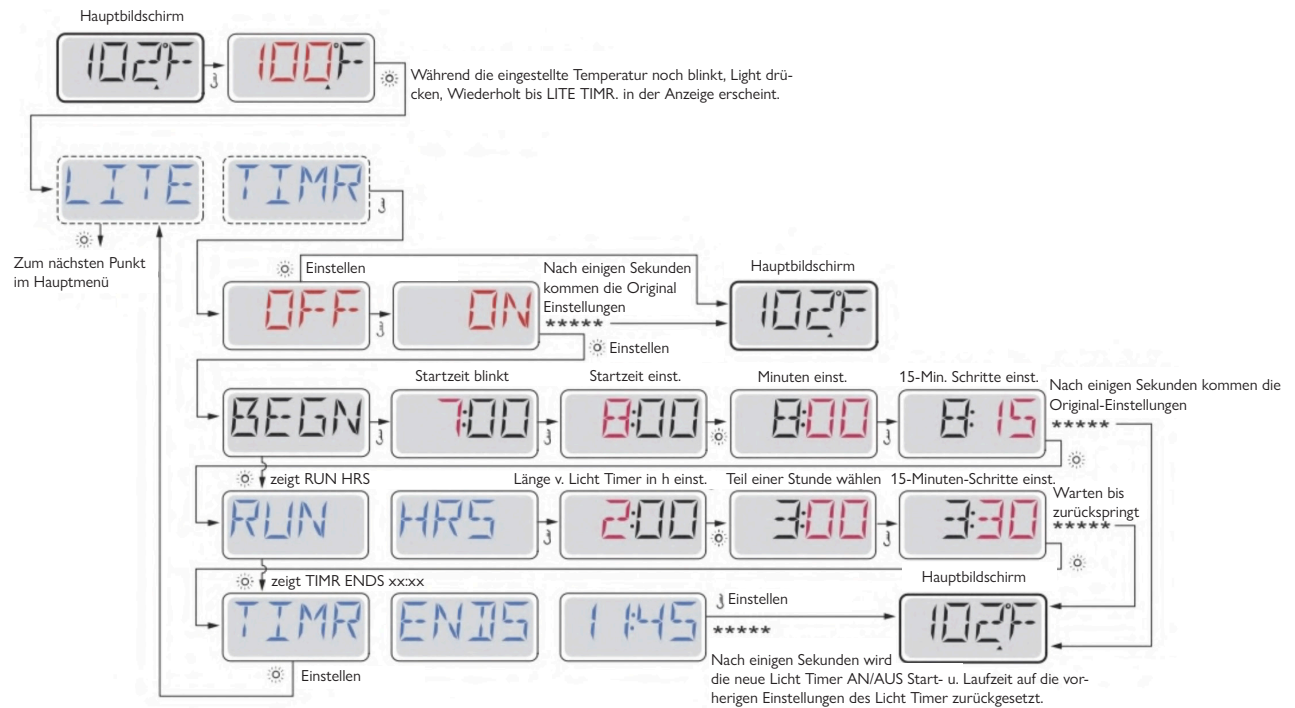 Hauptbildschirm
102°F
100°F
Während die eingestellte Temperatur noch blinkt, Light drü-
cken, Wiederholt bis LITE TIMR. in der Anzeige erscheint.
LITE
TIMR
Zum nächsten Punkt
im Hauptmenü
Einstellen
OFF
ON
Nach einigen Sekunden
kommen die Original
Einstellungen
*****
Hauptbildschirm
102°F
Einstellen
Startzeit blinkt
Startzeit einst.
Minuten einst.
15-Min. Schritte einst.
Nach einigen Sekunden kommen die
Original-Einstellungen
*****
BEGN
7:00
8:00
8:00
8:15
zeigt RUN HRS
Länge v. Licht Timer in h einst.
Teil einer Stunde wählen
15-Minuten-Schritte einst.
Warten bis
zurückspringt
*****
RUN
HRS
2:00
3:00
3:30
zeigt TIMR ENDS xx:xx
Hauptbildschirm
TIMR
ENDS
11:45
Einstellen
*****
102°F
Einstellen
Nach einigen Sekunden wird
die neue Licht Timer AN/AUS Start- u. Laufzeit auf die vor-
herigen Einstellungen des Licht Timer zurückgesetzt.